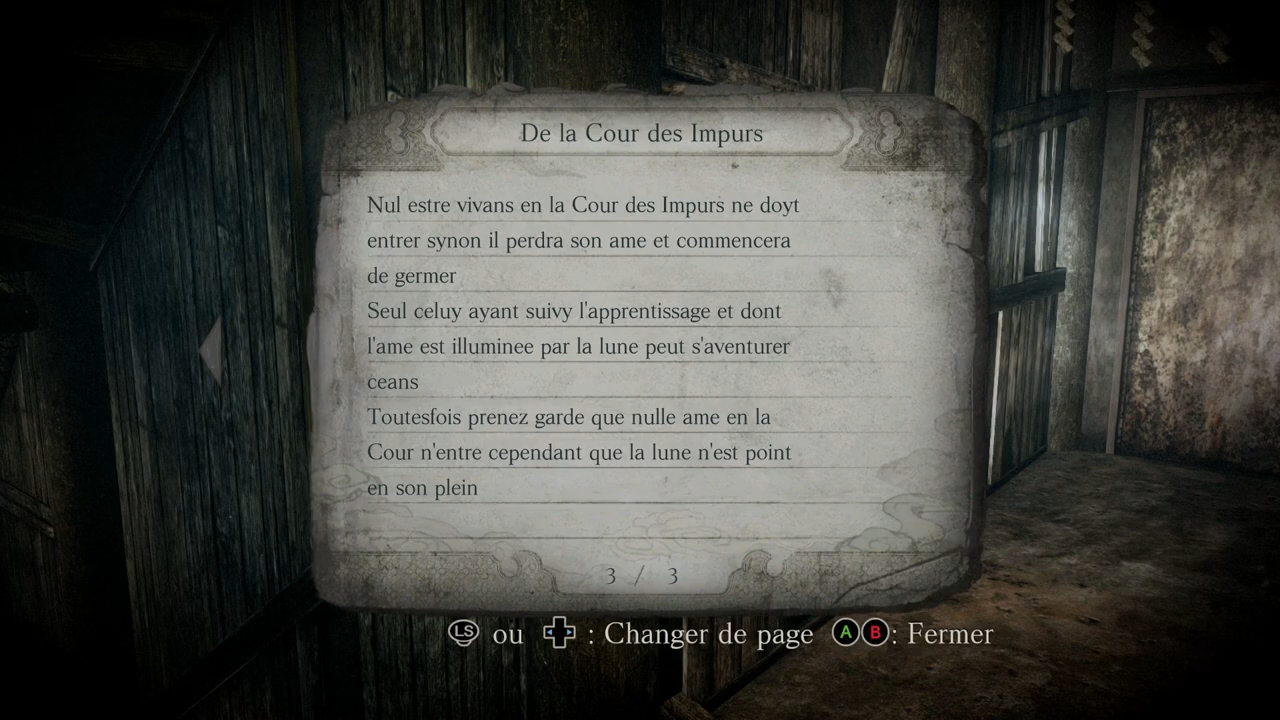 De la Cour des Impurs
Nul estre vivans en la Cour des Impurs ne doyt
entrer synon il perdra son ame et commencera
de germer
Seul celuy ayant suivy l'apprentissage et dont
l'ame est illuminee par la lune peut s'aventurer
ceans
Toutesfois prenez garde que nulle ame en la
Cour n'entre cependant que la lune n'est point
en son plein
3 / 3
LS ou : Changer de page A B : Fermer